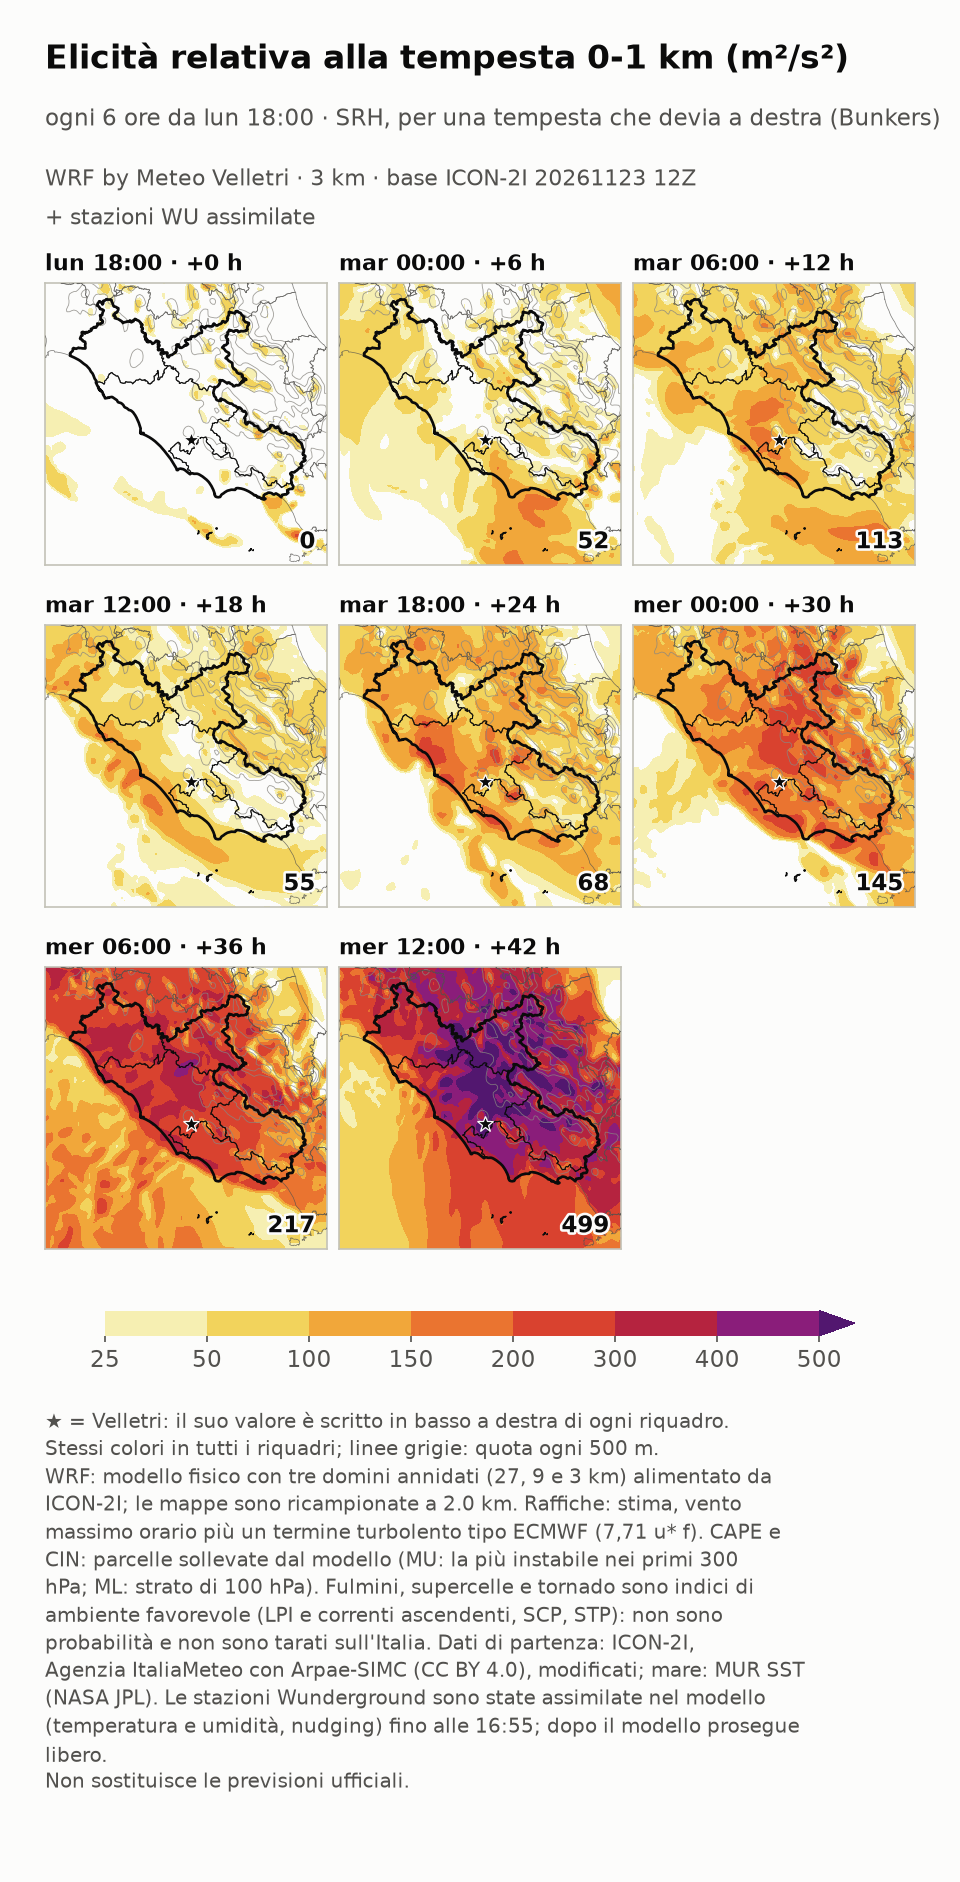 Elicità relativa alla tempesta 0-1 km (m²/s²)
ogni 6 ore da lun 18:00 · SRH, per una tempesta che devia a destra (Bunkers)
WRF by Meteo Velletri · 3 km · base ICON-2I 20261123 12Z
+ stazioni WU assimilate
lun 18:00 · +0 h
mar 00:00 · +6 h
mar 06:00 · +12 h
0
52
113
mar 12:00 · +18 h
mar 18:00 · +24 h
mer 00:00 · +30 h
55
68
145
mer 06:00 · +36 h
mer 12:00 · +42 h
217
499
25 50 100 150 200 300 400 500
★ = Velletri: il suo valore è scritto in basso a destra di ogni riquadro.
Stessi colori in tutti i riquadri; linee grigie: quota ogni 500 m.
WRF: modello fisico con tre domini annidati (27, 9 e 3 km) alimentato da
ICON-2I; le mappe sono ricampionate a 2.0 km. Raffiche: stima, vento
massimo orario più un termine turbolento tipo ECMWF (7,71 u* f). CAPE e
CIN: parcelle sollevate dal modello (MU: la più instabile nei primi 300
hPa; ML: strato di 100 hPa). Fulmini, supercelle e tornado sono indici di
ambiente favorevole (LPI e correnti ascendenti, SCP, STP): non sono
probabilità e non sono tarati sull'Italia. Dati di partenza: ICON-2I,
Agenzia ItaliaMeteo con Arpae-SIMC (CC BY 4.0), modificati; mare: MUR SST
(NASA JPL). Le stazioni Wunderground sono state assimilate nel modello
(temperatura e umidità, nudging) fino alle 16:55; dopo il modello prosegue
libero.
Non sostituisce le previsioni ufficiali.